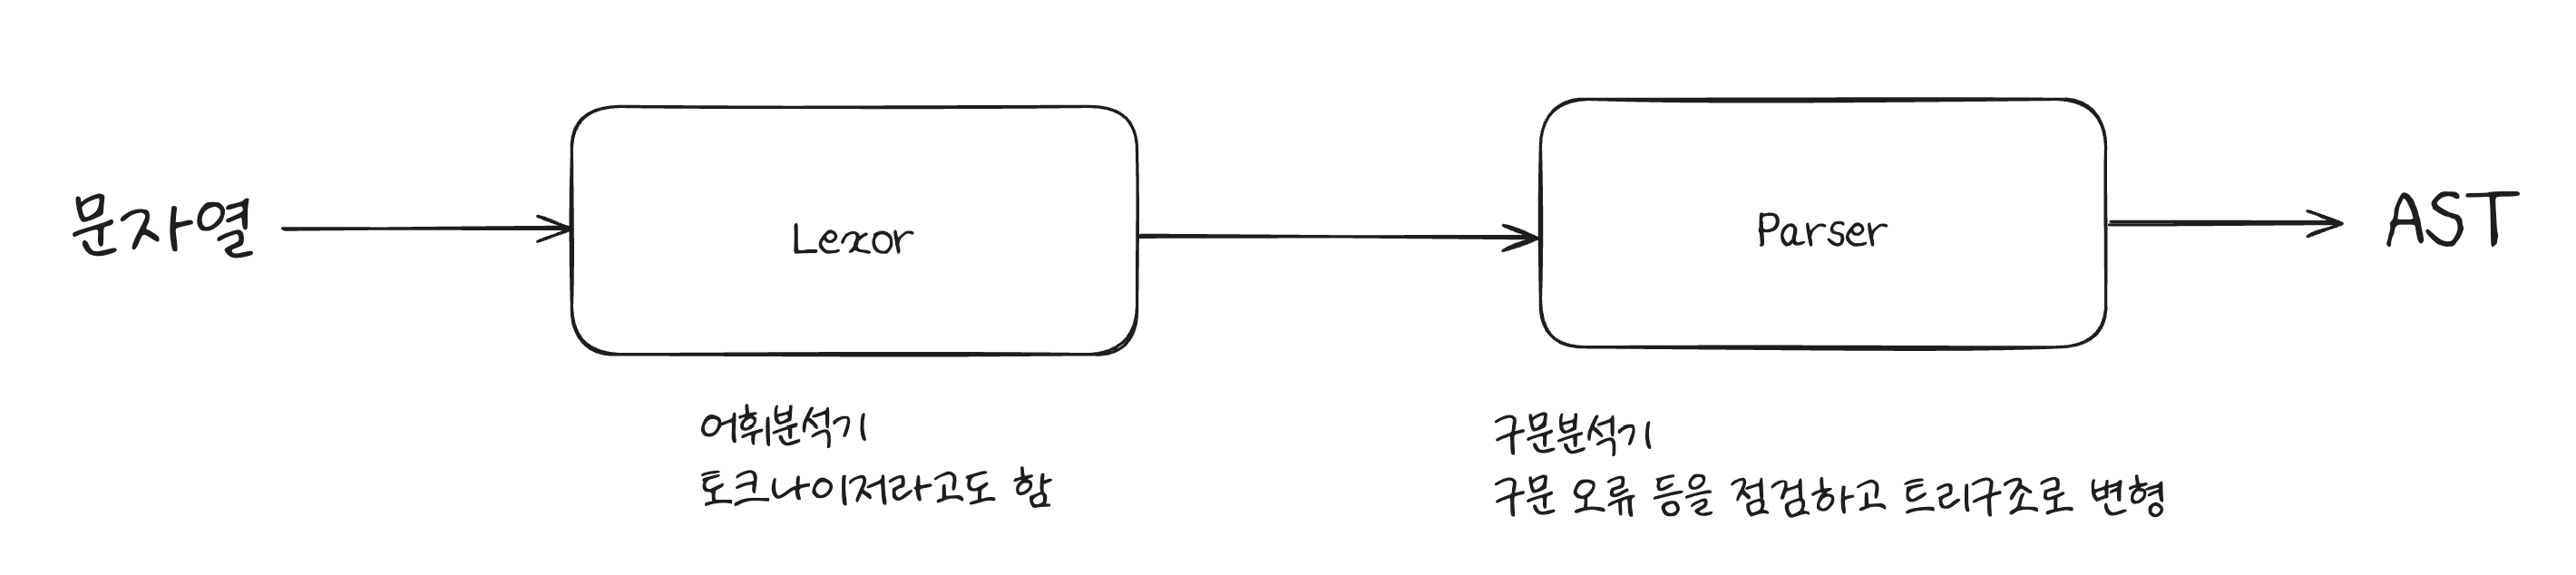 문자열
Lexor
Parser
AST
어휘분석기
토크나이저라고도 함
구문분석기
구문 오류 등을 점검하고 트리구조로 변형